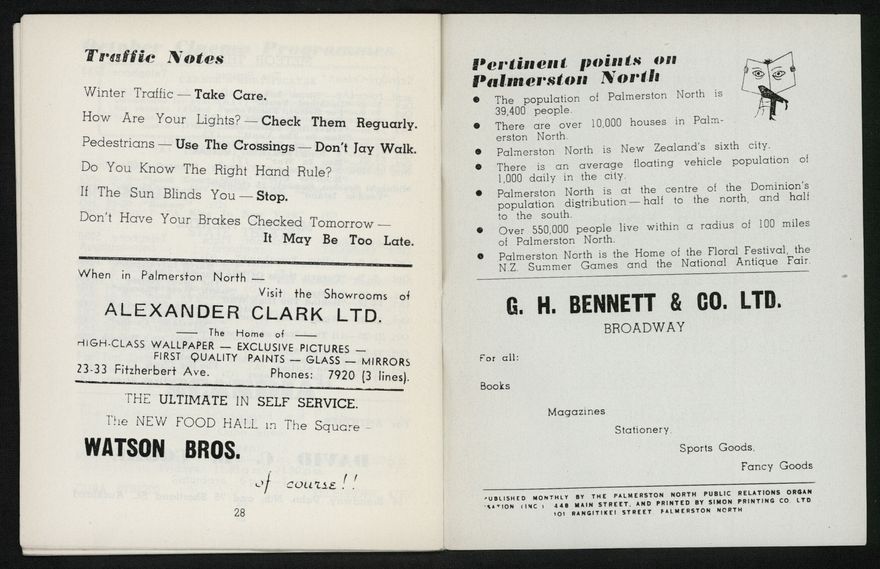 Traffic Notes
Winter Traffic — Take Care.
How Are Your Lights? — Check Them Reguarly.
Pedestrians — Use The Crossings — Don't Jay Walk.
Do You Know The Right Hand Rule?
If The Sun Blinds You — Stop.
Don't Have Your Brakes Checked Tomorrow —
It May Be Too Late.
When in Palmerston North —
Visit the Showrooms of
ALEXANDER CLARK LTD.
— The Home of —
HIGH-CLASS WALLPAPER — EXCLUSIVE PICTURES —
FIRST QUALITY PAINTS — GLASS — MIRRORS
23-33 Fitzherbert Ave. Phones: 7920 (3 lines).
THE ULTIMATE IN SELF SERVICE.
The NEW FOOD HALL in The Square -
WATSON BROS.
of course!!
28
Pertinent points on
Palmerston North
● The population of Palmerston North is
39,400 people.
● There are over 10,000 houses in Palm-
erston North.
● Palmerston North is New Zealand's sixth city.
● There is an average floating vehicle population of
1,000 daily in the city.
● Palmerston North is at the centre of the Dominion's
population distribution — half to the north, and half
to the south.
● Over 550,000 people live within a radius of 100 miles
of Palmerston North.
● Palmerston North is the Home of the Floral Festival, the
N.Z. Summer Games and the National Antique Fair.
G. H. BENNETT & CO. LTD.
BROADWAY
For all:
Books
Magazines
Stationery,
Sports Goods,
Fancy Goods
PUBLISHED MONTHLY BY THE PALMERSTON NORTH PUBLIC RELATIONS ORGAN
ISATION (INC.) 448 MAIN STREET, AND PRINTED BY SIMON PRINTING CO. LTD
101 RANGITIKEI STREET PALMERSTON NORTH